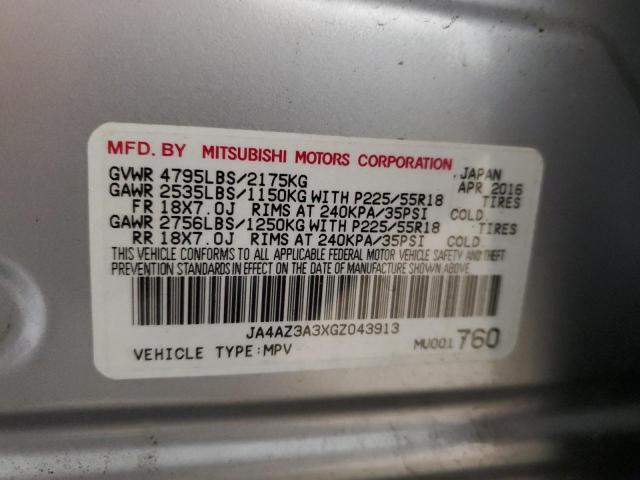 MFD. BY MITSUBISHI MOTORS CORPORATION
GVWR 4795LBS/2175KG JAPAN APR 2016
GAWR 2535LBS/1150KG WITH P225/55R18 TIRES
FR 18X7.0J RIMS AT 240KPA/35PSI COLD
GAWR 2756LBS/1250KG WITH P225/55R18 TIRES
RR 18X7.0J RIMS AT 240KPA/35PSI COLD
THIS VEHICLE CONFORMS TO ALL APPLICABLE FEDERAL MOTOR VEHICLE SAFETY AND THEFT
PREVENTION STANDARDS IN EFFECT ON THE DATE OF MANUFACTURE SHOWN ABOVE.
JA4AZ3A3XGZ043913
VEHICLE TYPE:MPV MU001 760